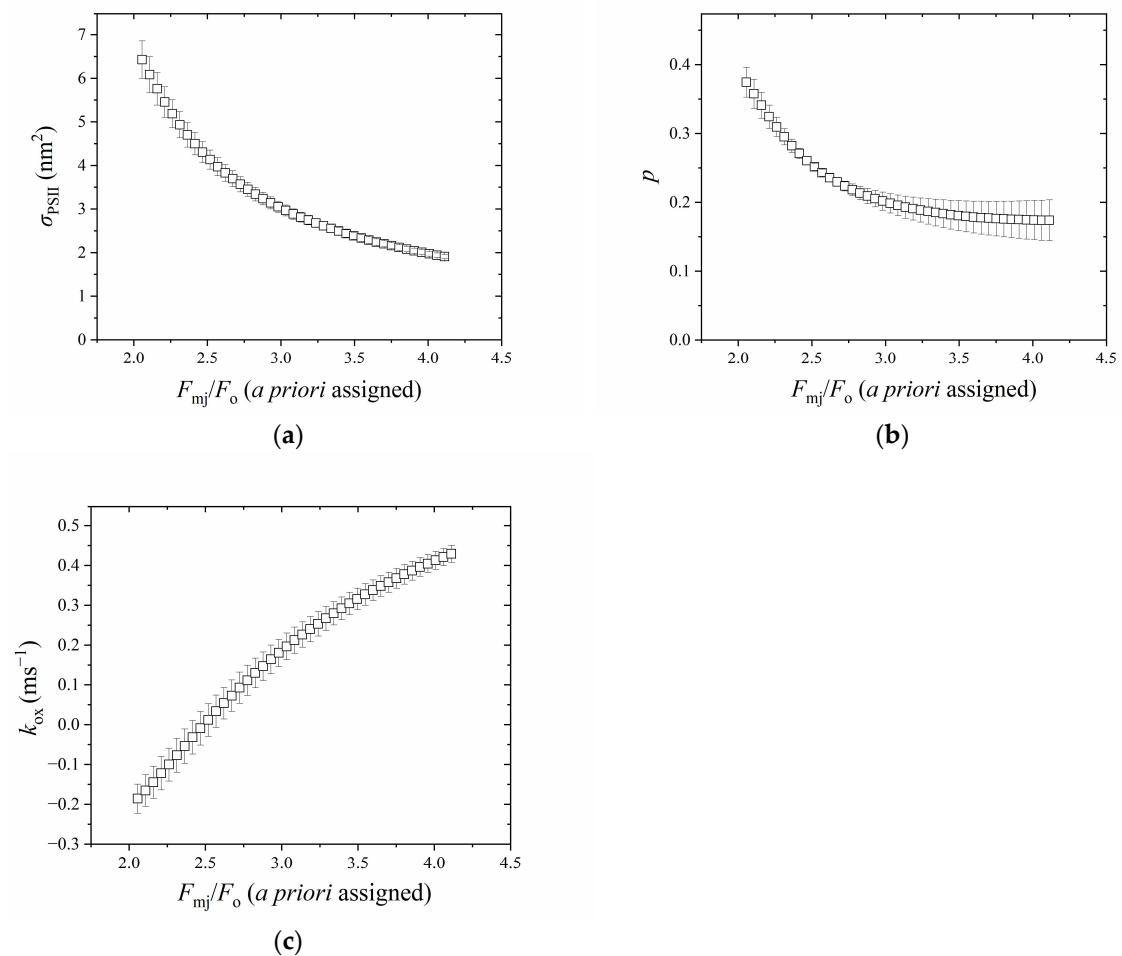 7
6
5
4
3
2
1
0
σPSII (nm²)
2.0 2.5 3.0 3.5 4.0 4.5
Fmj/Fo (a priori assigned)
(a)
0.4
0.3
0.2
0.1
0.0
p
2.0 2.5 3.0 3.5 4.0 4.5
Fmj/Fo (a priori assigned)
(b)
0.5
0.4
0.3
0.2
0.1
0.0
−0.1
−0.2
−0.3
kox (ms⁻¹)
2.0 2.5 3.0 3.5 4.0 4.5
Fmj/Fo (a priori assigned)
(c)